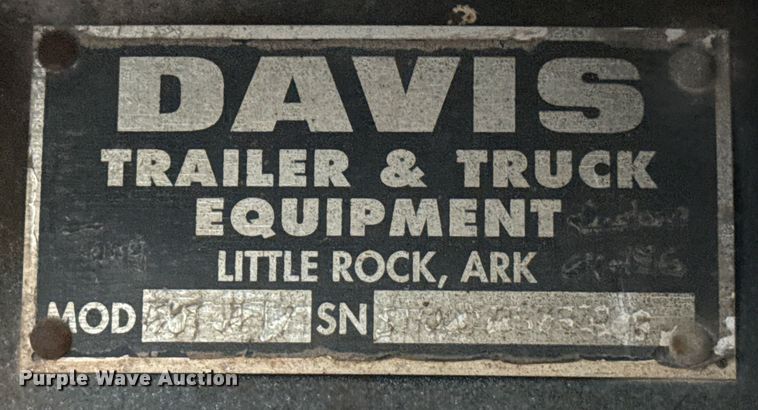 DAVIS
TRAILER & TRUCK
EQUIPMENT
LITTLE ROCK, ARK
MOD SN
Purple Wave Auction